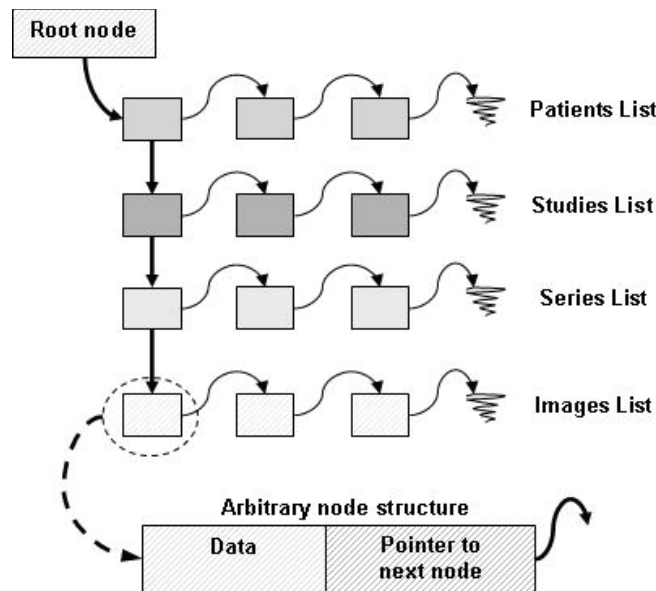 Root node
Patients List
Studies List
Series List
Images List
Arbitrary node structure
Data
Pointer to
next node